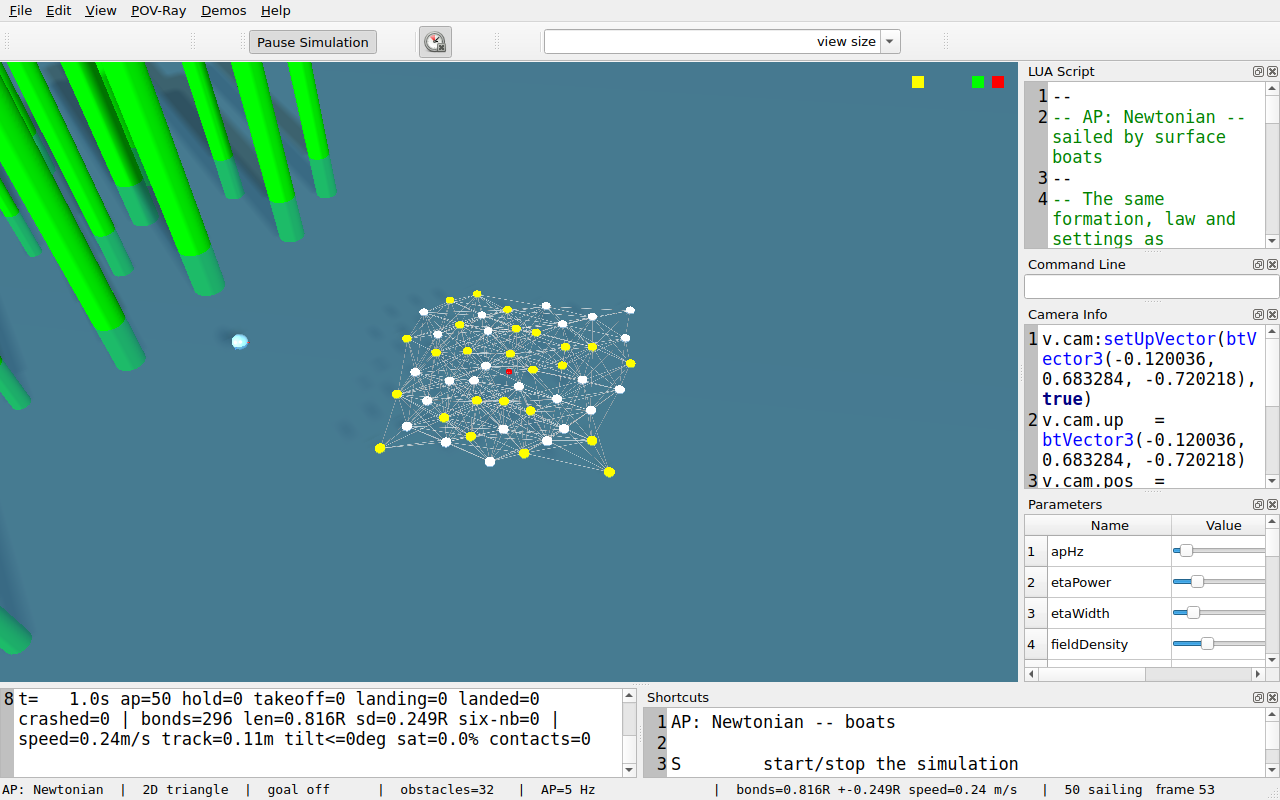 File Edit View POV-Ray Demos Help
Pause Simulation
view size
LUA Script
1 --
2 -- AP: Newtonian --
sailed by surface
boats
3 --
4 -- The same
formation, law and
settings as
Command Line
Camera Info
1 v.cam:setUpVector(btV
ector3(-0.120036,
0.683284, -0.720218),
true)
2 v.cam.up   =
btVector3(-0.120036,
0.683284, -0.720218)
3 v.cam.pos  =
Parameters
Name Value
1 apHz
2 etaPower
3 etaWidth
4 fieldDensity
8 t=   1.0s ap=50 hold=0 takeoff=0 landing=0 landed=0
crashed=0 | bonds=296 len=0.816R sd=0.249R six-nb=0 |
speed=0.24m/s track=0.11m tilt<=0deg sat=0.0% contacts=0
Shortcuts
1 AP: Newtonian -- boats
2
3 S        start/stop the simulation
AP: Newtonian | 2D triangle | goal off | obstacles=32 | AP=5 Hz | bonds=0.816R +-0.249R speed=0.24 m/s | 50 sailing frame 53